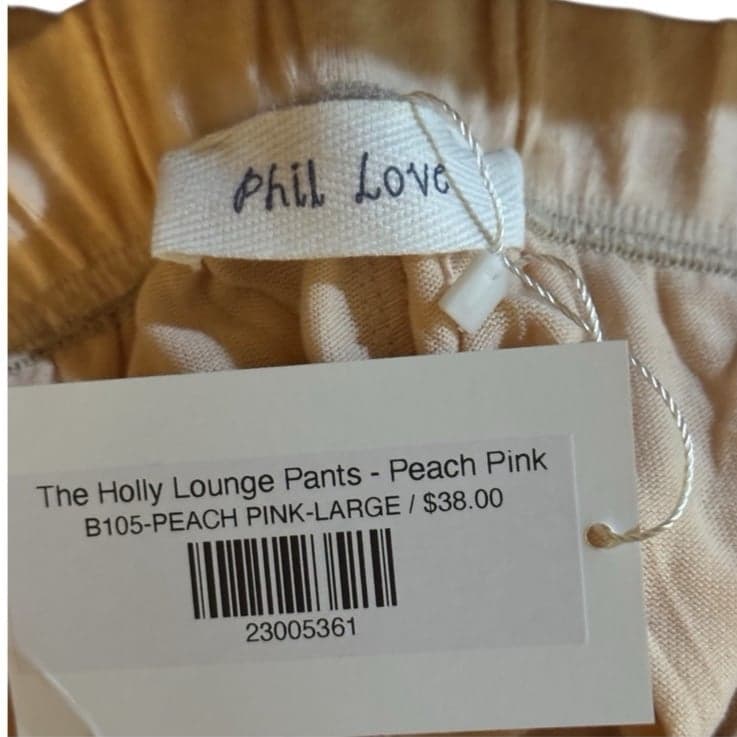 Phil Love
The Holly Lounge Pants - Peach Pink
B105-PEACH PINK-LARGE / $38.00
23005361